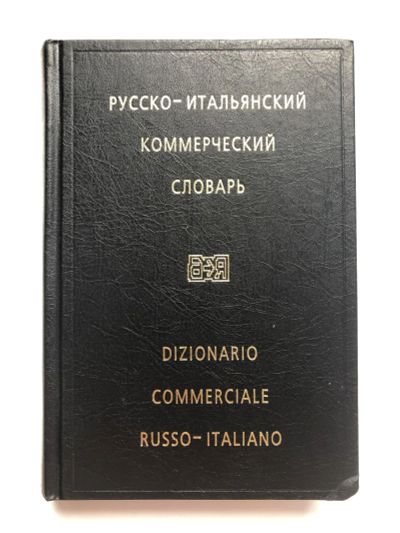 РУССКО-ИТАЛЬЯНСКИЙ
КОММЕРЧЕСКИЙ
СЛОВАРЬ
DIZIONARIO
COMMERCIALE
RUSSO-ITALIANO